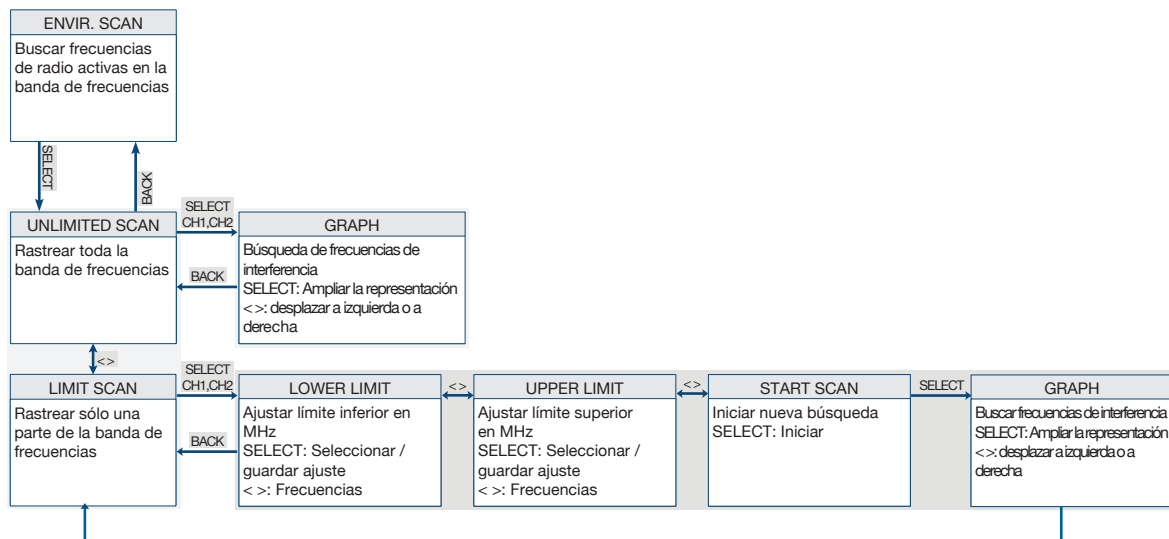 ENVIR. SCAN
Buscar frecuencias
de radio activas en la
banda de frecuencias
SELECT
BACK
UNLIMITED SCAN
Rastrear toda la
banda de frecuencias
SELECT
CH1,CH2
BACK
GRAPH
Búsqueda de frecuencias de
interferencia
SELECT: Ampliar la representación
< >: desplazar a izquierda o a
derecha
< >
LIMIT SCAN
Rastrear sólo una
parte de la banda de
frecuencias
SELECT
CH1,CH2
BACK
LOWER LIMIT
Ajustar límite inferior en
MHz
SELECT: Seleccionar /
guardar ajuste
< >: Frecuencias
< >
UPPER LIMIT
Ajustar límite superior
en MHz
SELECT: Seleccionar /
guardar ajuste
< >: Frecuencias
< >
START SCAN
Iniciar nueva búsqueda
SELECT: Iniciar
SELECT
GRAPH
Buscar frecuencias de interferencia
SELECT: Ampliar la representación
< >: desplazar a izquierda o a
derecha